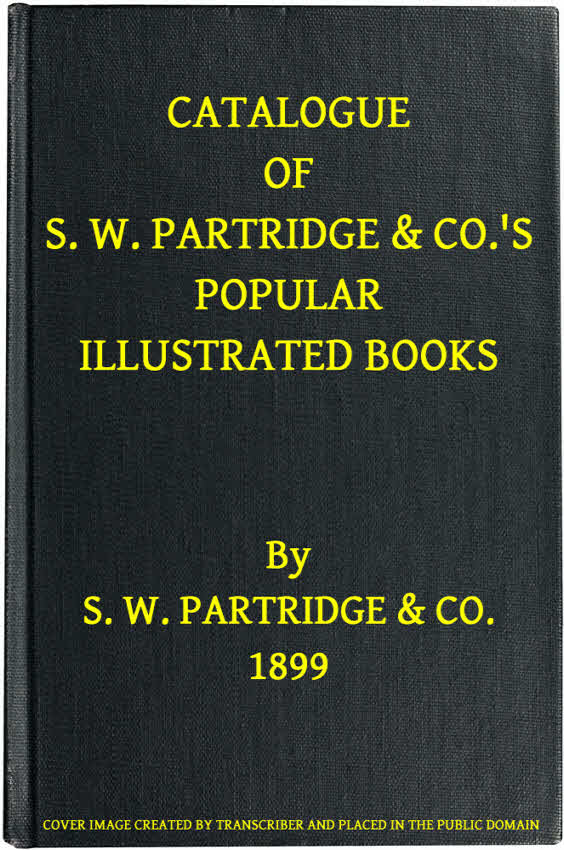 CATALOGUE
OF
S. W. PARTRIDGE & CO.'S
POPULAR
ILLUSTRATED BOOKS
By
S. W. PARTRIDGE & CO.
1899
COVER IMAGE CREATED BY TRANSCRIBER AND PLACED IN THE PUBLIC DOMAIN